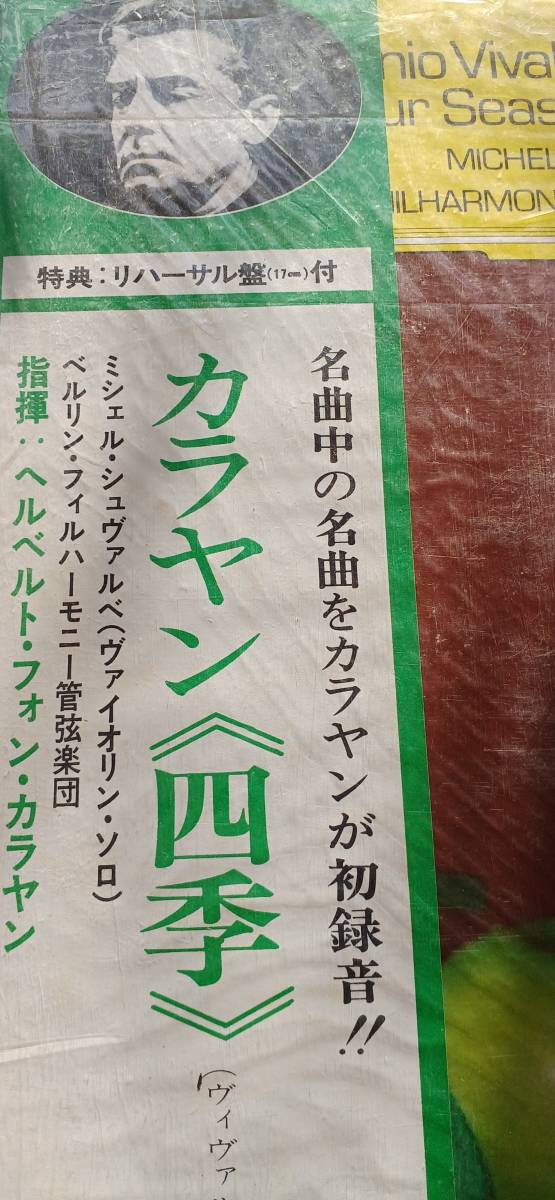 nio Viva
ur Seas
MICHEL
HILHARMON
特典:リハーサル盤(17cm)付
名曲中の名曲をカラヤンが初録音!!
カラヤン《四季》
(ヴィヴァル
ミシェル・シュヴァルベ(ヴァイオリン・ソロ)
ベルリン・フィルハーモニー管弦楽団
指揮:ヘルベルト・フォン・カラヤン